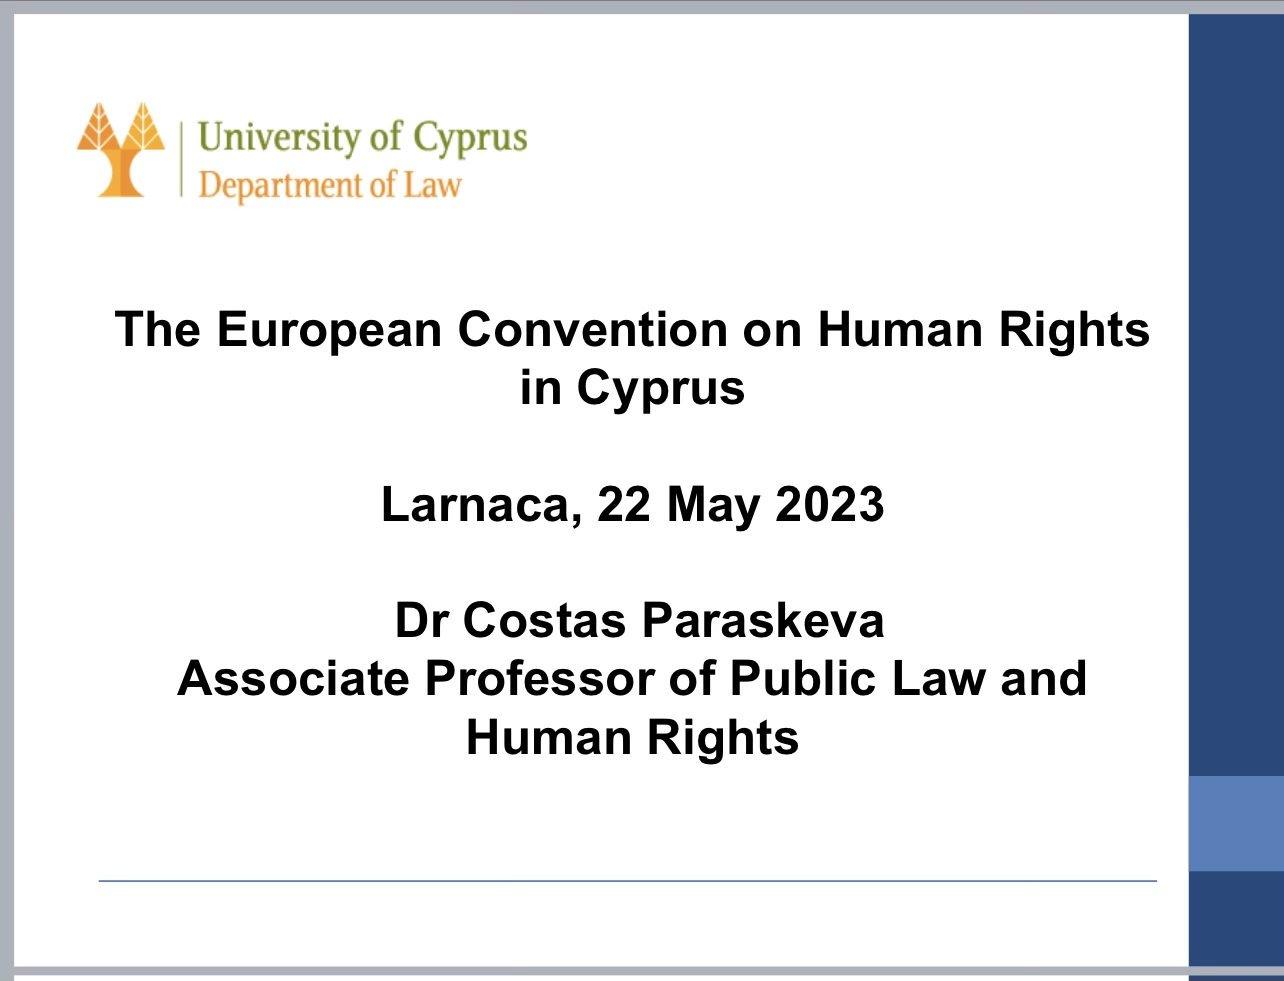 University of Cyprus
Department of Law
The European Convention on Human Rights
in Cyprus
Larnaca, 22 May 2023
Dr Costas Paraskeva
Associate Professor of Public Law and
Human Rights